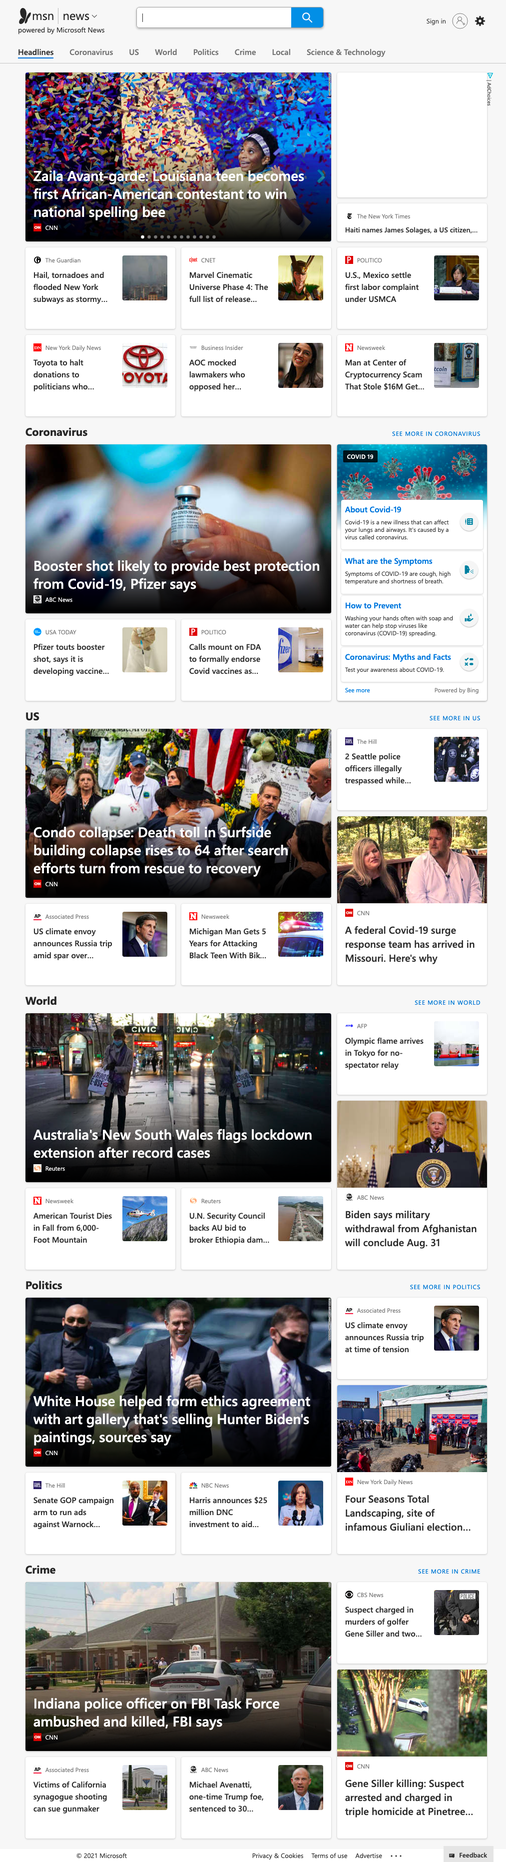 msn | news
powered by Microsoft News
Sign in
Headlines Coronavirus US World Politics Crime Local Science & Technology
Zaila Avant-garde: Louisiana teen becomes
first African-American contestant to win
national spelling bee
CNN
AdChoices
The New York Times
Haiti names James Solages, a US citizen,...
The Guardian
Hail, tornadoes and
flooded New York
subways as stormy...
CNET
Marvel Cinematic
Universe Phase 4: The
full list of release...
POLITICO
U.S., Mexico settle
first labor complaint
under USMCA
New York Daily News
Toyota to halt
donations to
politicians who...
TOYOTA
Business Insider
AOC mocked
lawmakers who
opposed her...
Newsweek
Man at Center of
Cryptocurrency Scam
That Stole $16M Get...
Coronavirus
SEE MORE IN CORONAVIRUS
Booster shot likely to provide best protection
from Covid-19, Pfizer says
ABC News
COVID 19
About Covid-19
Covid-19 is a new illness that can affect
your lungs and airways. It's caused by a
virus called coronavirus.
What are the Symptoms
Symptoms of COVID-19 are cough, high
temperature and shortness of breath.
How to Prevent
Washing your hands often with soap and
water can help stop viruses like
coronavirus (COVID-19) spreading.
Coronavirus: Myths and Facts
Test your awareness about COVID-19.
See more
Powered by Bing
USA TODAY
Pfizer touts booster
shot, says it is
developing vaccine...
POLITICO
Calls mount on FDA
to formally endorse
Covid vaccines as...
US
SEE MORE IN US
Condo collapse: Death toll in Surfside
building collapse rises to 64 after search
efforts turn from rescue to recovery
CNN
The Hill
2 Seattle police
officers illegally
trespassed while...
CNN
A federal Covid-19 surge
response team has arrived in
Missouri. Here's why
Associated Press
US climate envoy
announces Russia trip
amid spar over...
Newsweek
Michigan Man Gets 5
Years for Attacking
Black Teen With Bik...
World
SEE MORE IN WORLD
CIVIC
Australia's New South Wales flags lockdown
extension after record cases
Reuters
AFP
Olympic flame arrives
in Tokyo for no-
spectator relay
ABC News
Biden says military
withdrawal from Afghanistan
will conclude Aug. 31
Newsweek
American Tourist Dies
in Fall from 6,000-
Foot Mountain
Reuters
U.N. Security Council
backs AU bid to
broker Ethiopia dam...
Politics
SEE MORE IN POLITICS
White House helped form ethics agreement
with art gallery that's selling Hunter Biden's
paintings, sources say
CNN
Associated Press
US climate envoy
announces Russia trip
at time of tension
New York Daily News
Four Seasons Total
Landscaping, site of
infamous Giuliani election...
The Hill
Senate GOP campaign
arm to run ads
against Warnock...
NBC News
Harris announces $25
million DNC
investment to aid...
Crime
SEE MORE IN CRIME
Indiana police officer on FBI Task Force
ambushed and killed, FBI says
CNN
CBS News
Suspect charged in
murders of golfer
Gene Siller and two...
POLICE
CNN
Gene Siller killing: Suspect
arrested and charged in
triple homicide at Pinetree...
Associated Press
Victims of California
synagogue shooting
can sue gunmaker
ABC News
Michael Avenatti,
one-time Trump foe,
sentenced to 30...
© 2021 Microsoft
Privacy & Cookies Terms of use Advertise
Feedback